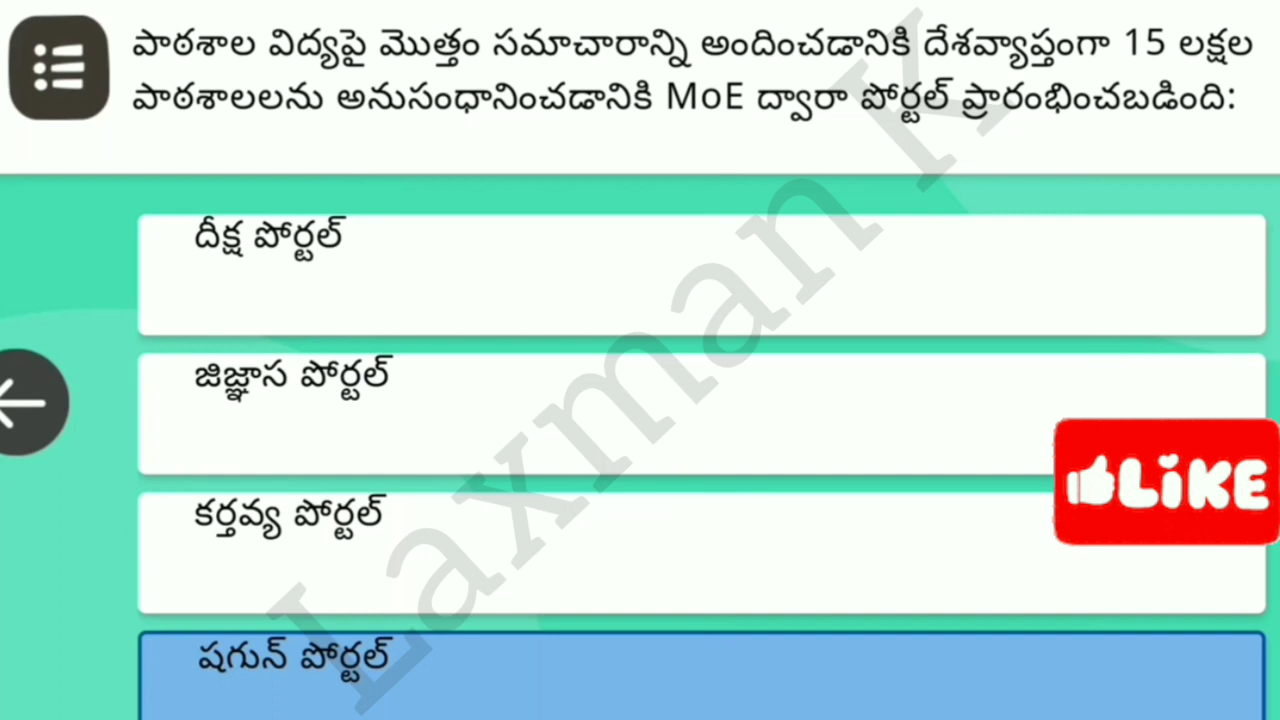 పాఠశాల విద్యపై మొత్తం సమాచారాన్ని అందించడానికి దేశవ్యాప్తంగా 15 లక్షల
పాఠశాలలను అనుసంధానించడానికి MoE ద్వారా పోర్టల్ ప్రారంభించబడింది:
దీక్ష పోర్టల్
జిజ్ఞాస పోర్టల్
కర్తవ్య పోర్టల్
LiKE
షగున్ పోర్టల్
Laxman K